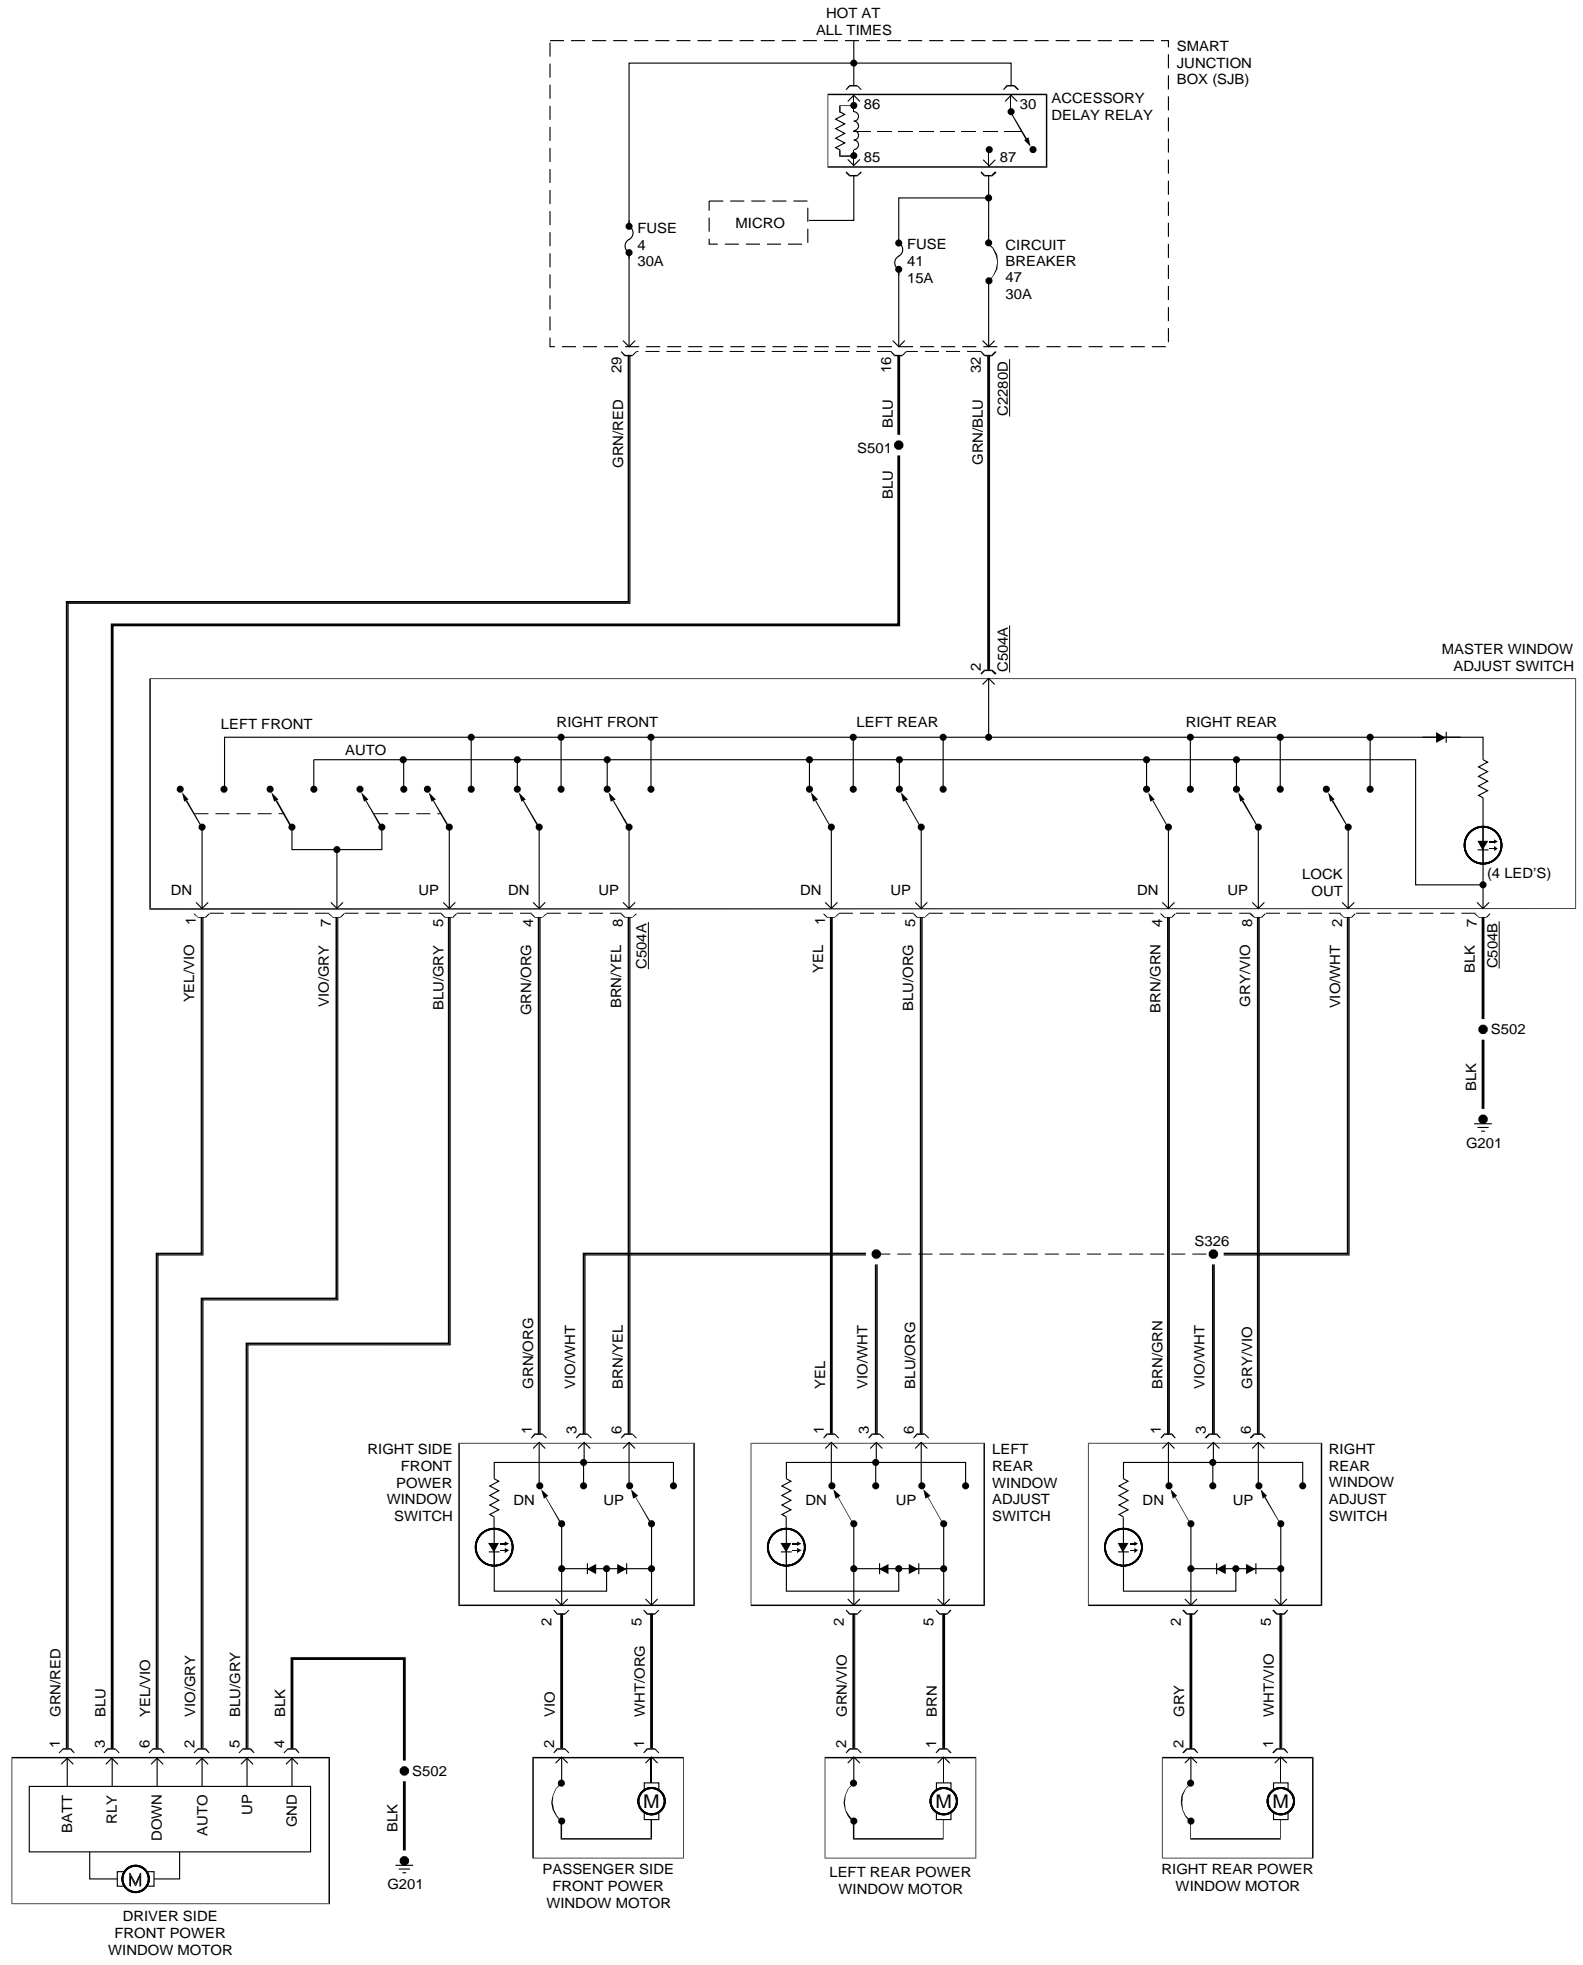 HOT AT
ALL TIMES
SMART
JUNCTION
BOX (SJB)
86
30
ACCESSORY
DELAY RELAY
85
87
MICRO
FUSE
4
30A
FUSE
41
15A
CIRCUIT
BREAKER
47
30A
29
16
32
C2280D
GRN/RED
BLU
GRN/BLU
S501
BLU
2
C504A
MASTER WINDOW
ADJUST SWITCH
LEFT FRONT
RIGHT FRONT
LEFT REAR
RIGHT REAR
AUTO
(4 LED'S)
LOCK
OUT
DN
UP
DN
UP
DN
UP
DN
UP
1
7
5
4
8
C504A
1
5
4
8
2
7
C504B
YEL/VIO
VIO/GRY
BLU/GRY
GRN/ORG
BRN/YEL
YEL
BLU/ORG
BRN/GRN
GRY/VIO
VIO/WHT
BLK
S502
BLK
G201
S326
GRN/ORG
VIO/WHT
BRN/YEL
YEL
VIO/WHT
BLU/ORG
BRN/GRN
VIO/WHT
GRY/VIO
1
3
6
1
3
6
1
3
6
RIGHT SIDE
FRONT
POWER
WINDOW
SWITCH
DN
UP
LEFT
REAR
WINDOW
ADJUST
SWITCH
DN
UP
RIGHT
REAR
WINDOW
ADJUST
SWITCH
DN
UP
2
5
2
5
2
5
GRN/RED
BLU
YEL/VIO
VIO/GRY
BLU/GRY
BLK
VIO
WHT/ORG
GRN/VIO
BRN
GRY
WHT/VIO
1
3
6
2
5
4
2
1
2
1
2
1
S502
BLK
G201
BATT
RLY
DOWN
AUTO
UP
GND
M
M
M
M
DRIVER SIDE
FRONT POWER
WINDOW MOTOR
PASSENGER SIDE
FRONT POWER
WINDOW MOTOR
LEFT REAR POWER
WINDOW MOTOR
RIGHT REAR POWER
WINDOW MOTOR